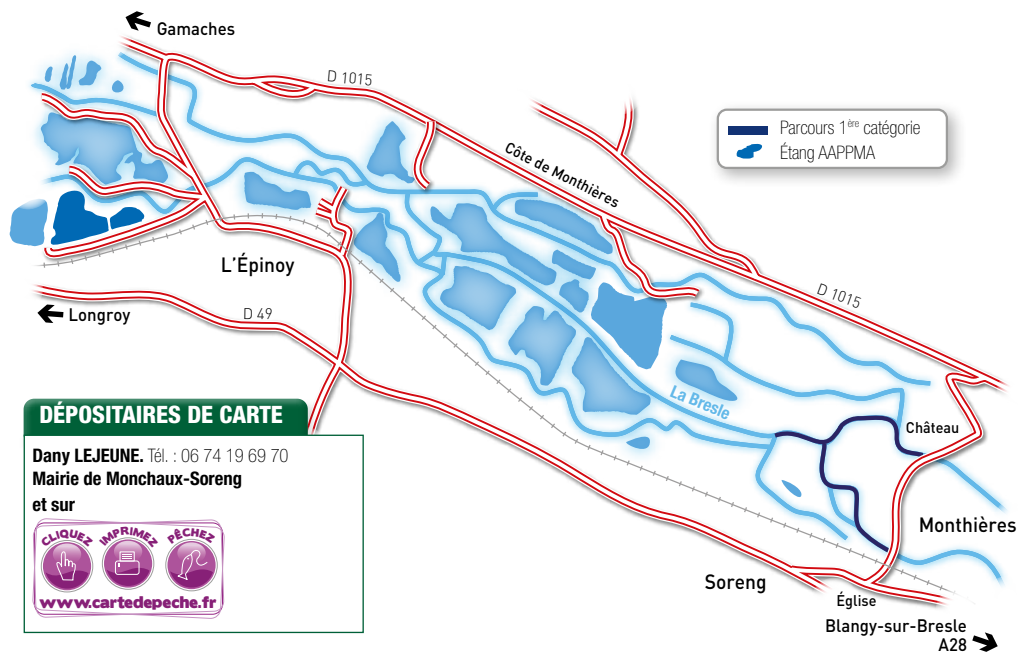 Gamaches
D 1015
Parcours 1ère catégorie
Étang AAPPMA
Côte de Monthières
L'Épinoy
D 1015
Longroy
D 49
La Bresle
Château
DÉPOSITAIRES DE CARTE
Dany LEJEUNE. Tél. : 06 74 19 69 70
Mairie de Monchaux-Soreng
et sur
CLIQUEZ IMPRIMEZ PÊCHEZ
www.cartedepeche.fr
Monthières
Soreng
Église
Blangy-sur-Bresle
A28